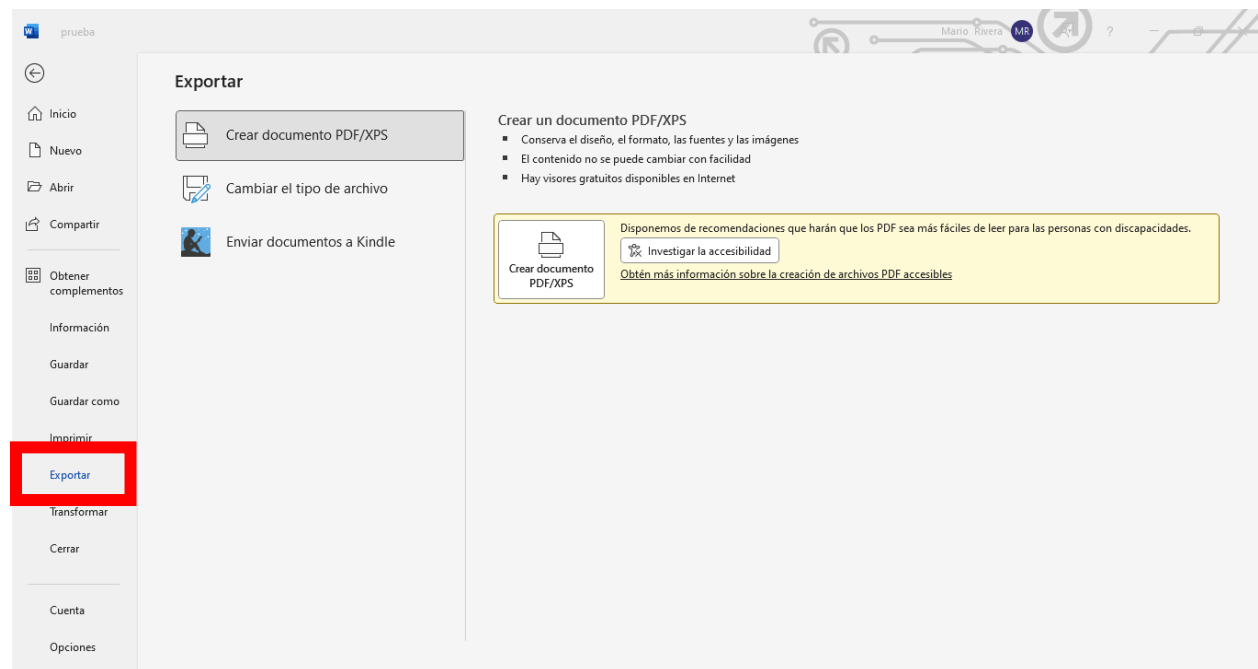 prueba
Mario Rivera MR
?
Exportar
Inicio
Nuevo
Abrir
Compartir
Obtener
complementos
Información
Guardar
Guardar como
Imprimir
Exportar
Transformar
Cerrar
Cuenta
Opciones
Crear documento PDF/XPS
Cambiar el tipo de archivo
Enviar documentos a Kindle
Crear un documento PDF/XPS
Conserva el diseño, el formato, las fuentes y las imágenes
El contenido no se puede cambiar con facilidad
Hay visores gratuitos disponibles en Internet
Crear documento
PDF/XPS
Disponemos de recomendaciones que harán que los PDF sea más fáciles de leer para las personas con discapacidades.
Investigar la accesibilidad
Obtén más información sobre la creación de archivos PDF accesibles